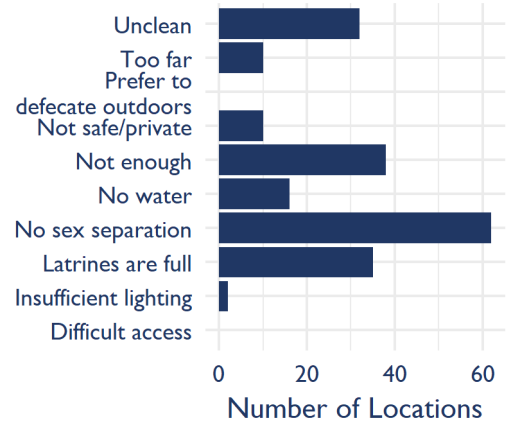 Unclean
Too far
Prefer to
defecate outdoors
Not safe/private
Not enough
No water
No sex separation
Latrines are full
Insufficient lighting
Difficult access
0 20 40 60
Number of Locations